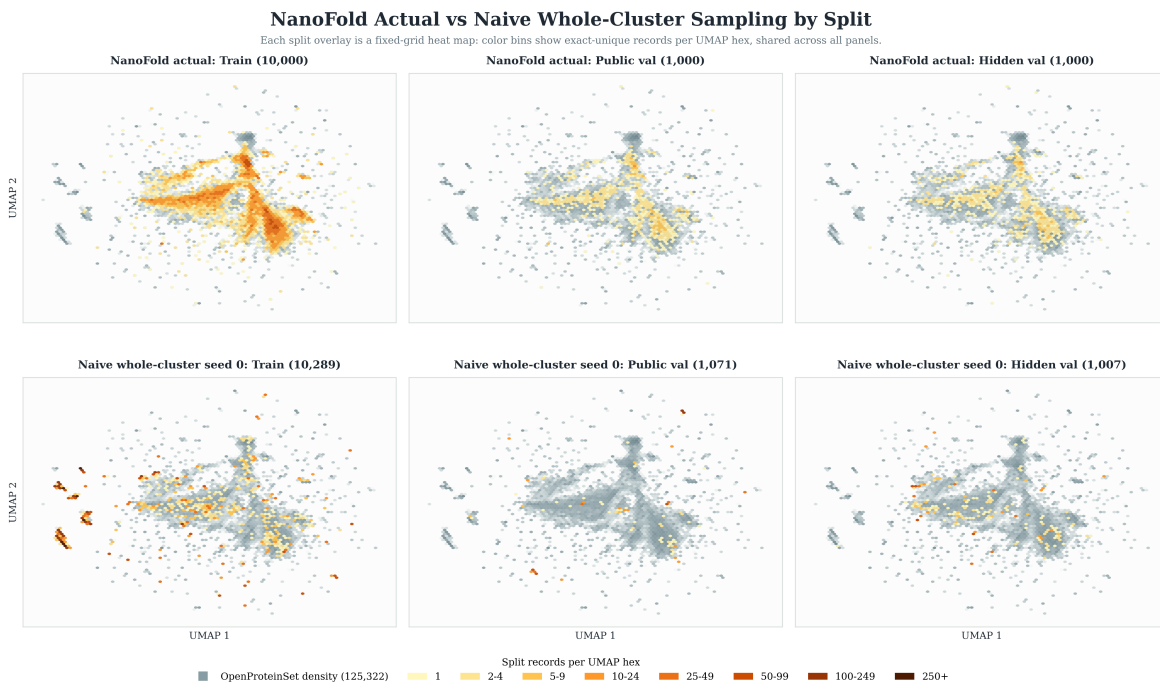 NanoFold Actual vs Naive Whole-Cluster Sampling by Split
Each split overlay is a fixed-grid heat map: color bins show exact-unique records per UMAP hex, shared across all panels.
NanoFold actual: Train (10,000)
NanoFold actual: Public val (1,000)
NanoFold actual: Hidden val (1,000)
UMAP 2
Naive whole-cluster seed 0: Train (10,289)
Naive whole-cluster seed 0: Public val (1,071)
Naive whole-cluster seed 0: Hidden val (1,007)
UMAP 2
UMAP 1
UMAP 1
UMAP 1
Split records per UMAP hex
OpenProteinSet density (125,322) 1 2-4 5-9 10-24 25-49 50-99 100-249 250+